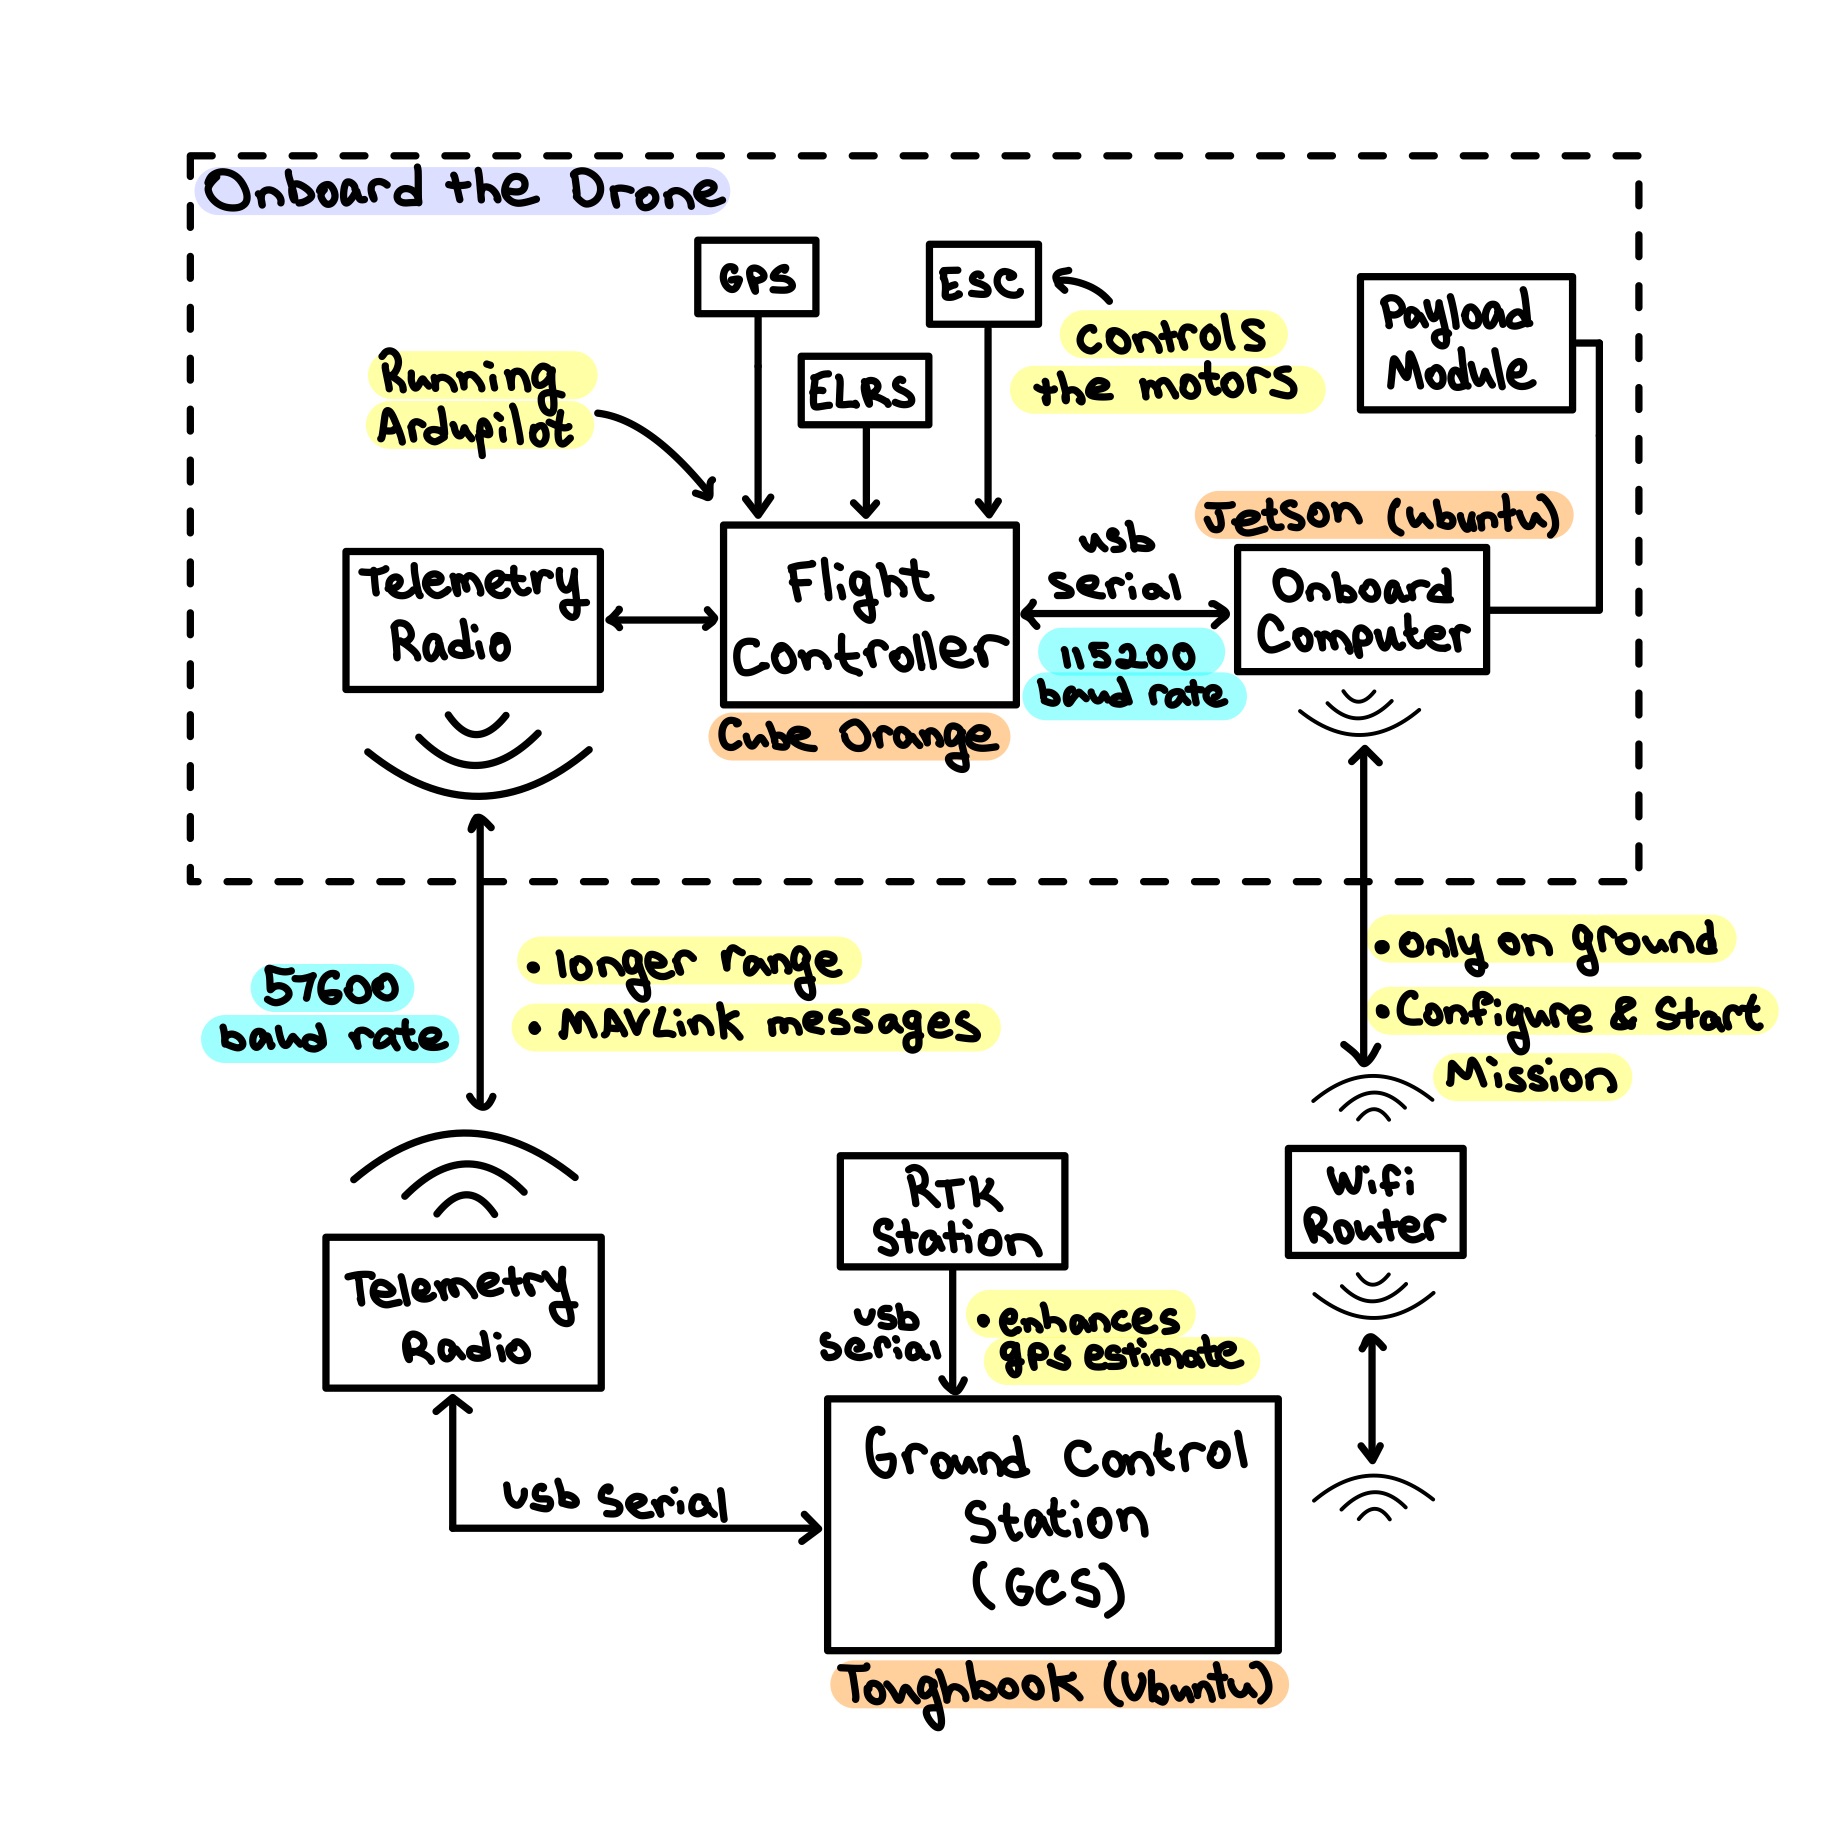 Onboard the Drone
GPS
ESC
controls
the motors
Payload
Module
Running
Ardupilot
ELRS
Jetson (ubuntu)
Telemetry
Radio
Flight
Controller
usb
serial
115200
baud rate
Onboard
Computer
Cube Orange
57600
baud rate
• longer range
• MAVLink messages
• only on ground
• Configure & Start
Mission
Telemetry
Radio
RTK
Station
usb
serial
• enhances
gps estimate
Wifi
Router
usb serial
Ground Control
Station
(GCS)
Toughbook (Ubuntu)